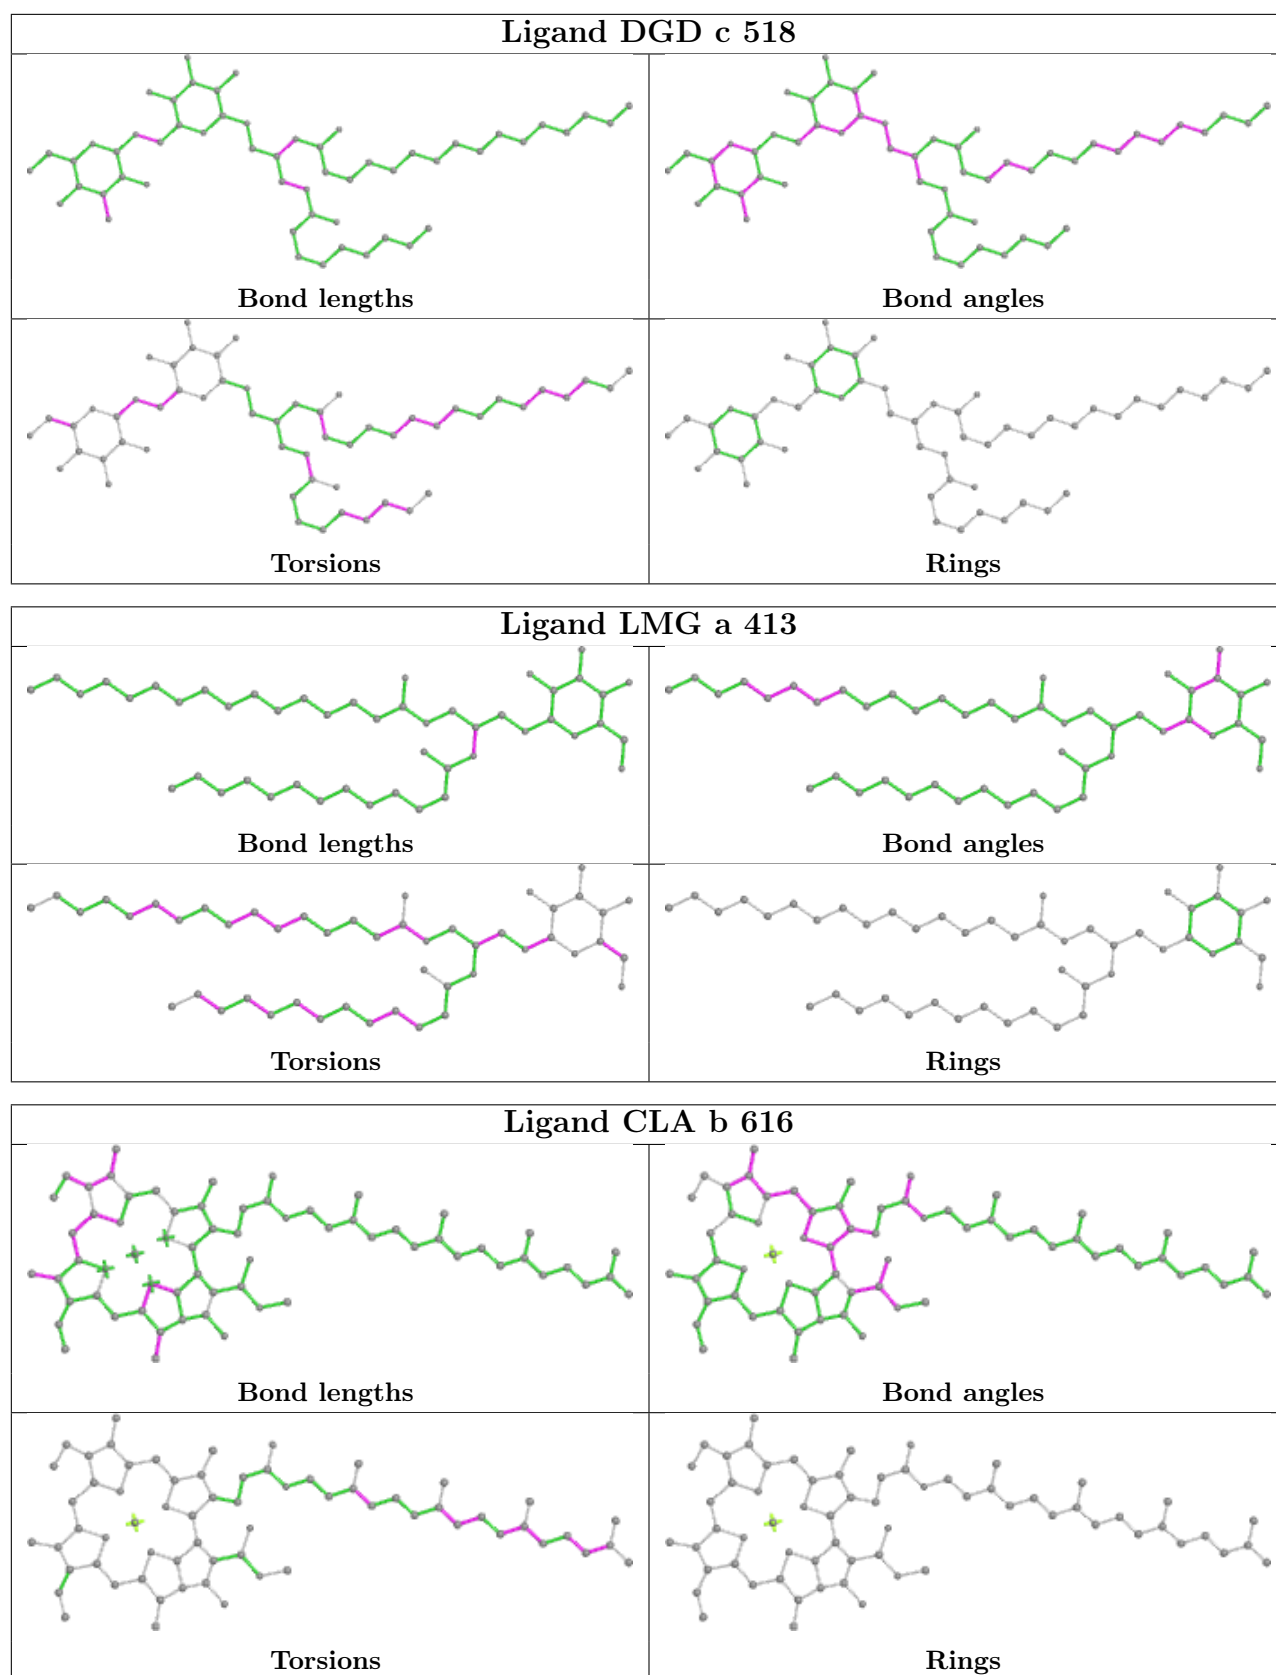 Ligand DGD c 518
Bond lengths
Bond angles
Torsions
Rings
Ligand LMG a 413
Bond lengths
Bond angles
Torsions
Rings
Ligand CLA b 616
Bond lengths
Bond angles
Torsions
Rings